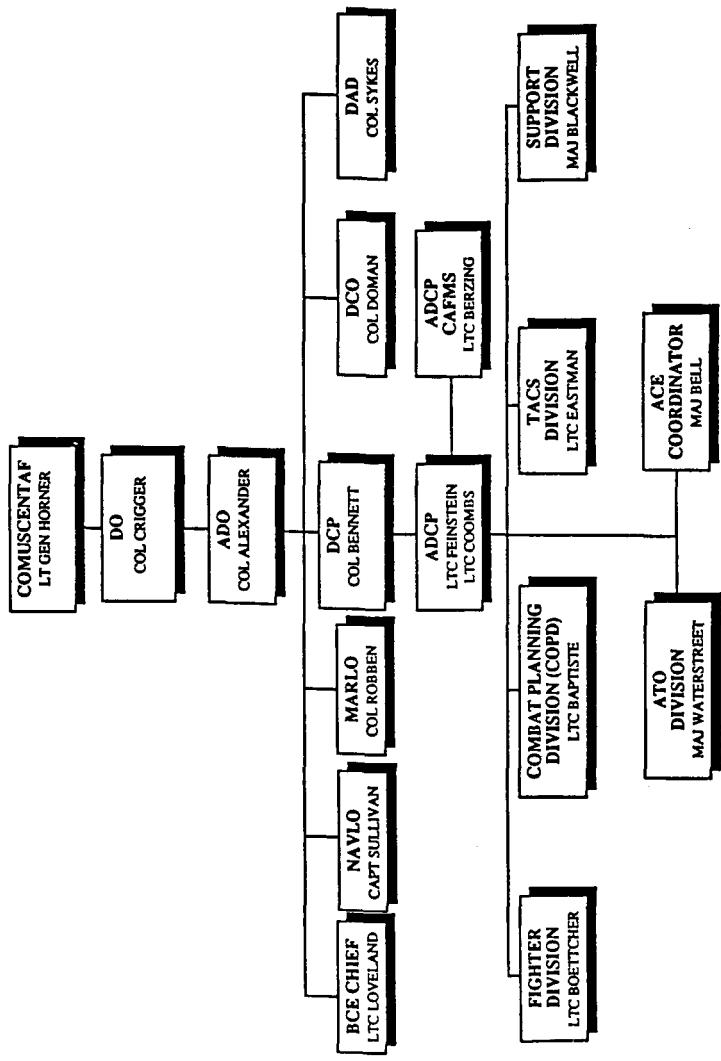 COMUSCENTAF
LT GEN HORNER
DO
COL CRIGGER
ADO
COL ALEXANDER
BCE CHIEF
LTC LOVELAND
NAVLO
CAPT SULLIVAN
MARLO
COL ROBBEN
DCP
COL BENNETT
DCO
COL DOMAN
DAD
COL SYKES
ADCP
LTC FEINSTEIN
LTC COOMBS
ADCP
CAFMS
LTC BERZING
FIGHTER
DIVISION
LTC BOETTCHER
COMBAT PLANNING
DIVISION (COPD)
LTC BAPTISTE
TACS
DIVISION
LTC EASTMAN
SUPPORT
DIVISION
MAJ BLACKWELL
ATO
DIVISION
MAJ WATERSTREET
ACE
COORDINATOR
MAJ BELL